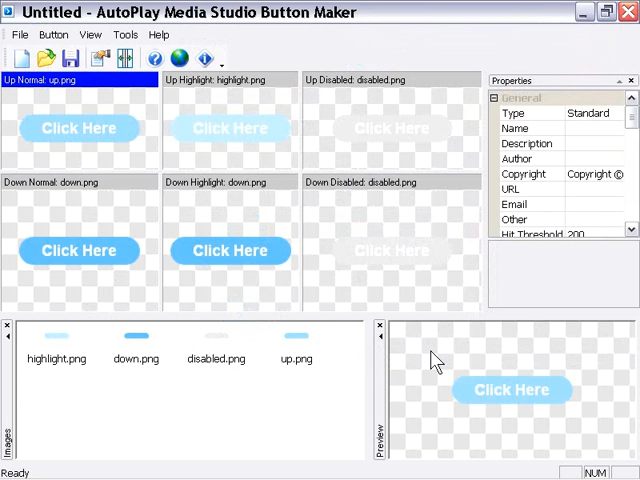 Untitled - AutoPlay Media Studio Button Maker
File Button View Tools Help
Up Normal: up.png
Up Highlight: highlight.png
Up Disabled: disabled.png
Click Here
Click Here
Click Here
Down Normal: down.png
Down Highlight: down.png
Down Disabled: disabled.png
Click Here
Click Here
Click Here
Properties
General
Type Standard
Name
Description
Author
Copyright Copyright ©
URL
Email
Other
Hit Threshold 200
highlight.png
down.png
disabled.png
up.png
Images
Preview
Click Here
Ready
NUM